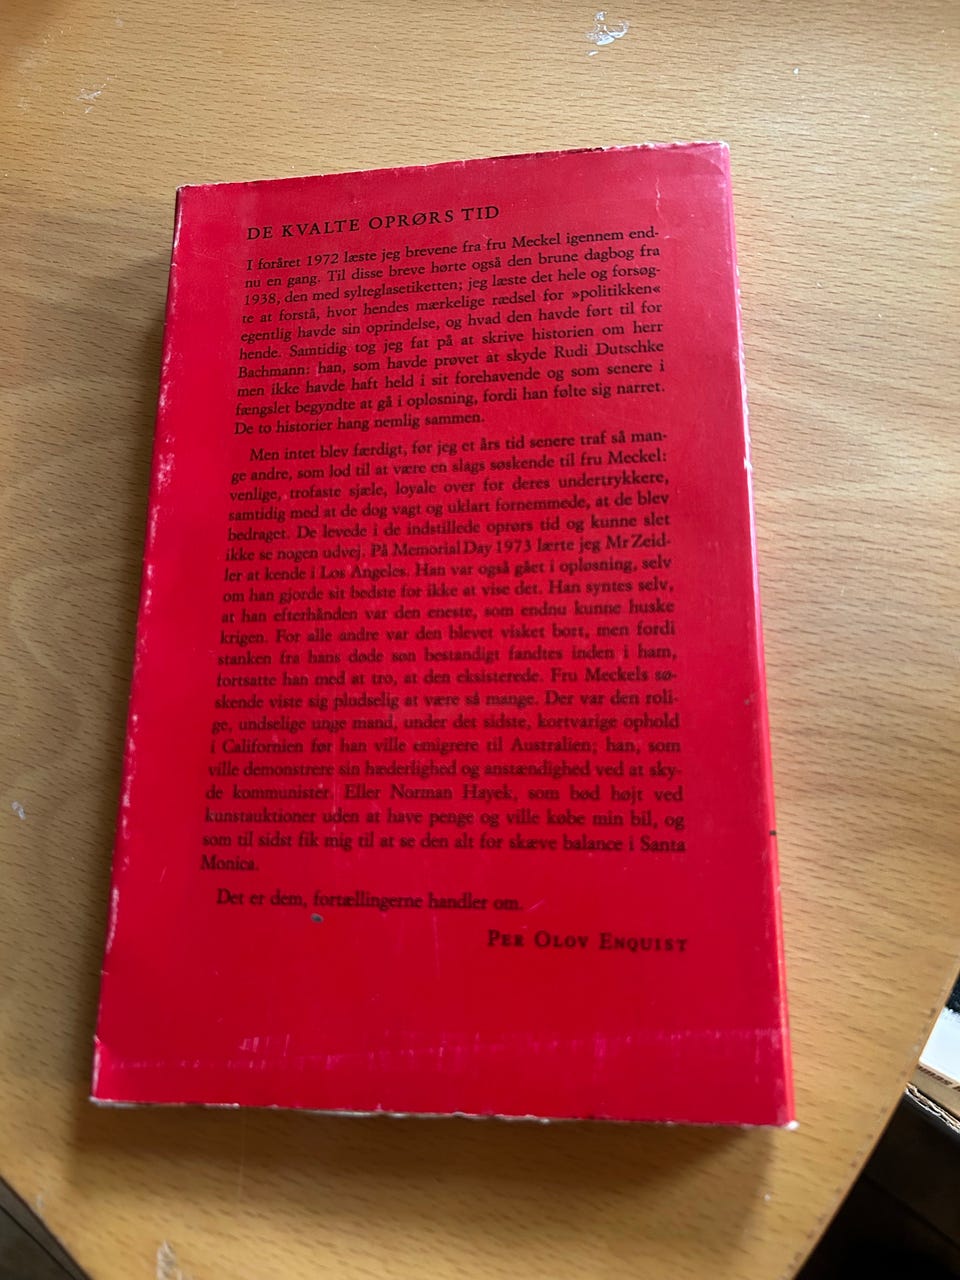 DE KVALTE OPRØRS TID
I foråret 1972 læste jeg brevene fra fru Meckel igennem end-
nu en gang. Til disse breve hørte også den brune dagbog fra
1938, den med sylteglasetiketten; jeg læste det hele og forsøg-
te at forstå, hvor hendes mærkelige rædsel for »politikken«
egentlig havde sin oprindelse, og hvad den havde ført til for
hende. Samtidig tog jeg fat på at skrive historien om herr
Bachmann: han, som havde prøvet at skyde Rudi Dutschke
men ikke havde haft held i sit forehavende og som senere i
fængslet begyndte at gå i opløsning, fordi han følte sig narret.
De to historier hang nemlig sammen.
Men intet blev færdigt, før jeg et års tid senere traf så man-
ge andre, som lod til at være en slags søskende til fru Meckel:
venlige, trofaste sjæle, loyale over for deres undertrykkere,
samtidig med at de dog vagt og uklart fornemmede, at de blev
bedraget. De levede i de indstillede oprørs tid og kunne slet
ikke se nogen udvej. På Memorial Day 1973 lærte jeg Mr Zeid-
ler at kende i Los Angeles. Han var også gået i opløsning, selv
om han gjorde sit bedste for ikke at vise det. Han syntes selv,
at han efterhånden var den eneste, som endnu kunne huske
krigen. For alle andre var den blevet visket bort, men fordi
stanken fra hans døde søn bestandigt fandtes inden i ham,
fortsatte han med at tro, at den eksisterede. Fru Meckels sø-
skende viste sig pludselig at være så mange. Der var den roli-
ge, undselige unge mand, under det sidste, kortvarige ophold
i Californien før han ville emigrere til Australien; han, som
ville demonstrere sin hæderlighed og anstændighed ved at sky-
de kommunister. Eller Norman Hayek, som bød højt ved
kunstauktioner uden at have penge og ville købe min bil, og
som til sidst fik mig til at se den alt for skæve balance i Santa
Monica.
Det er dem, fortællingerne handler om.
PER OLOV ENQUIST